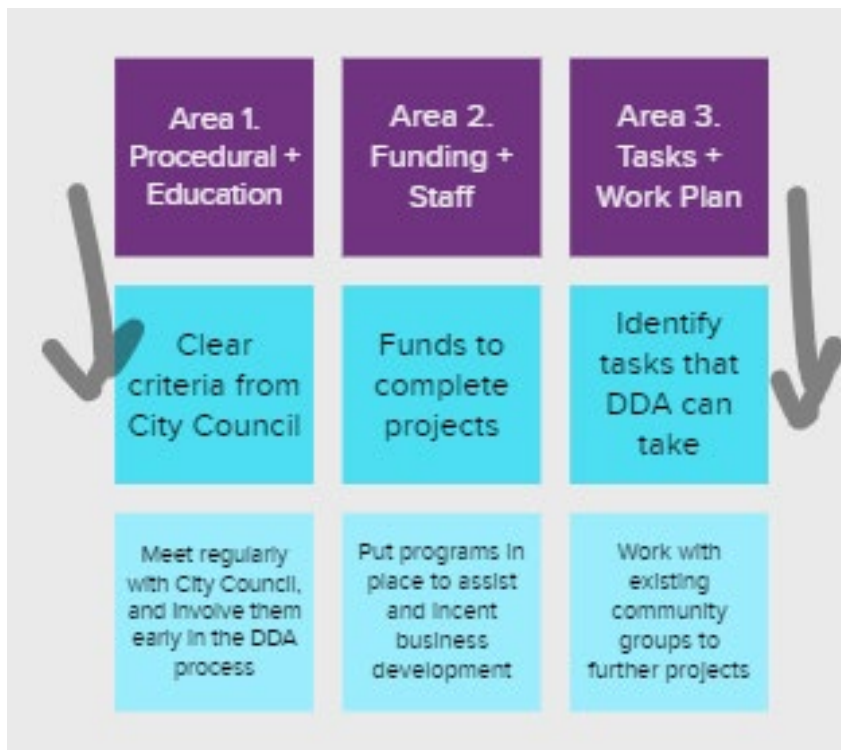 Area 1.
Procedural +
Education
Area 2.
Funding +
Staff
Area 3.
Tasks +
Work Plan
Clear
criteria from
City Council
Funds to
complete
projects
Identify
tasks that
DDA can
take
Meet regularly
with City Council,
and involve them
early in the DDA
process
Put programs in
place to assist
and incent
business
development
Work with
existing
community
groups to
further projects